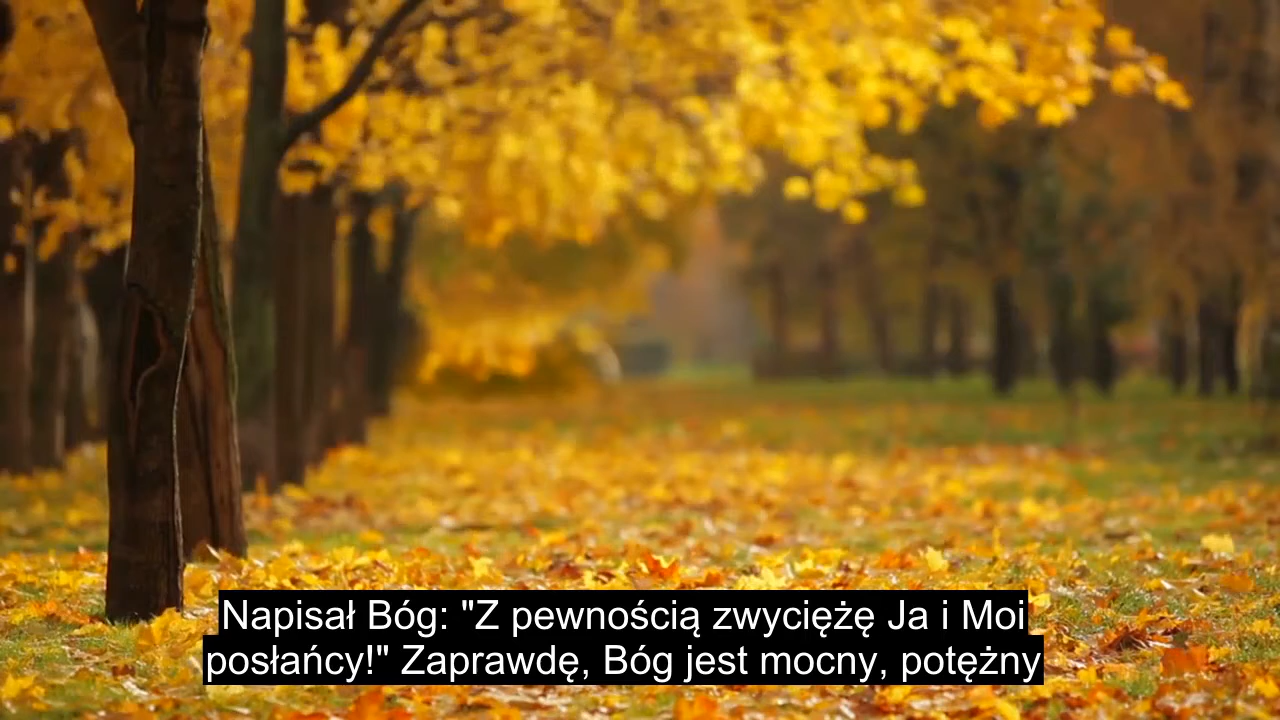 Napisał Bóg: "Z pewnością zwyciężę Ja i Moi
posłańcy!" Zaprawdę, Bóg jest mocny, potężny